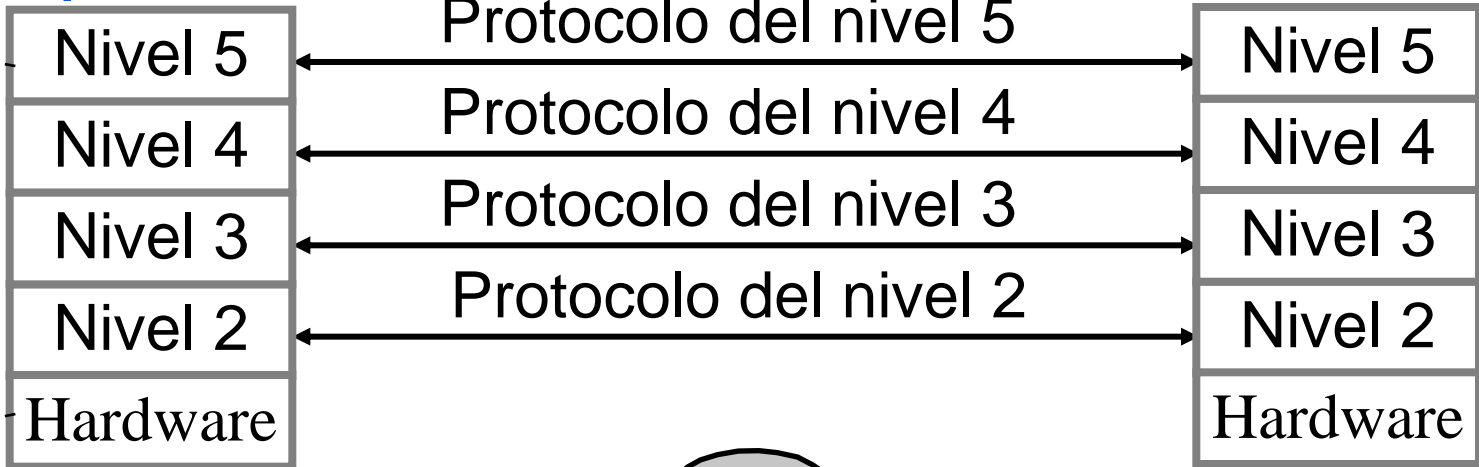 Protocolo del nivel 5
Nivel 5
Nivel 5
Protocolo del nivel 4
Nivel 4
Nivel 4
Protocolo del nivel 3
Nivel 3
Nivel 3
Protocolo del nivel 2
Nivel 2
Nivel 2
Hardware
Hardware